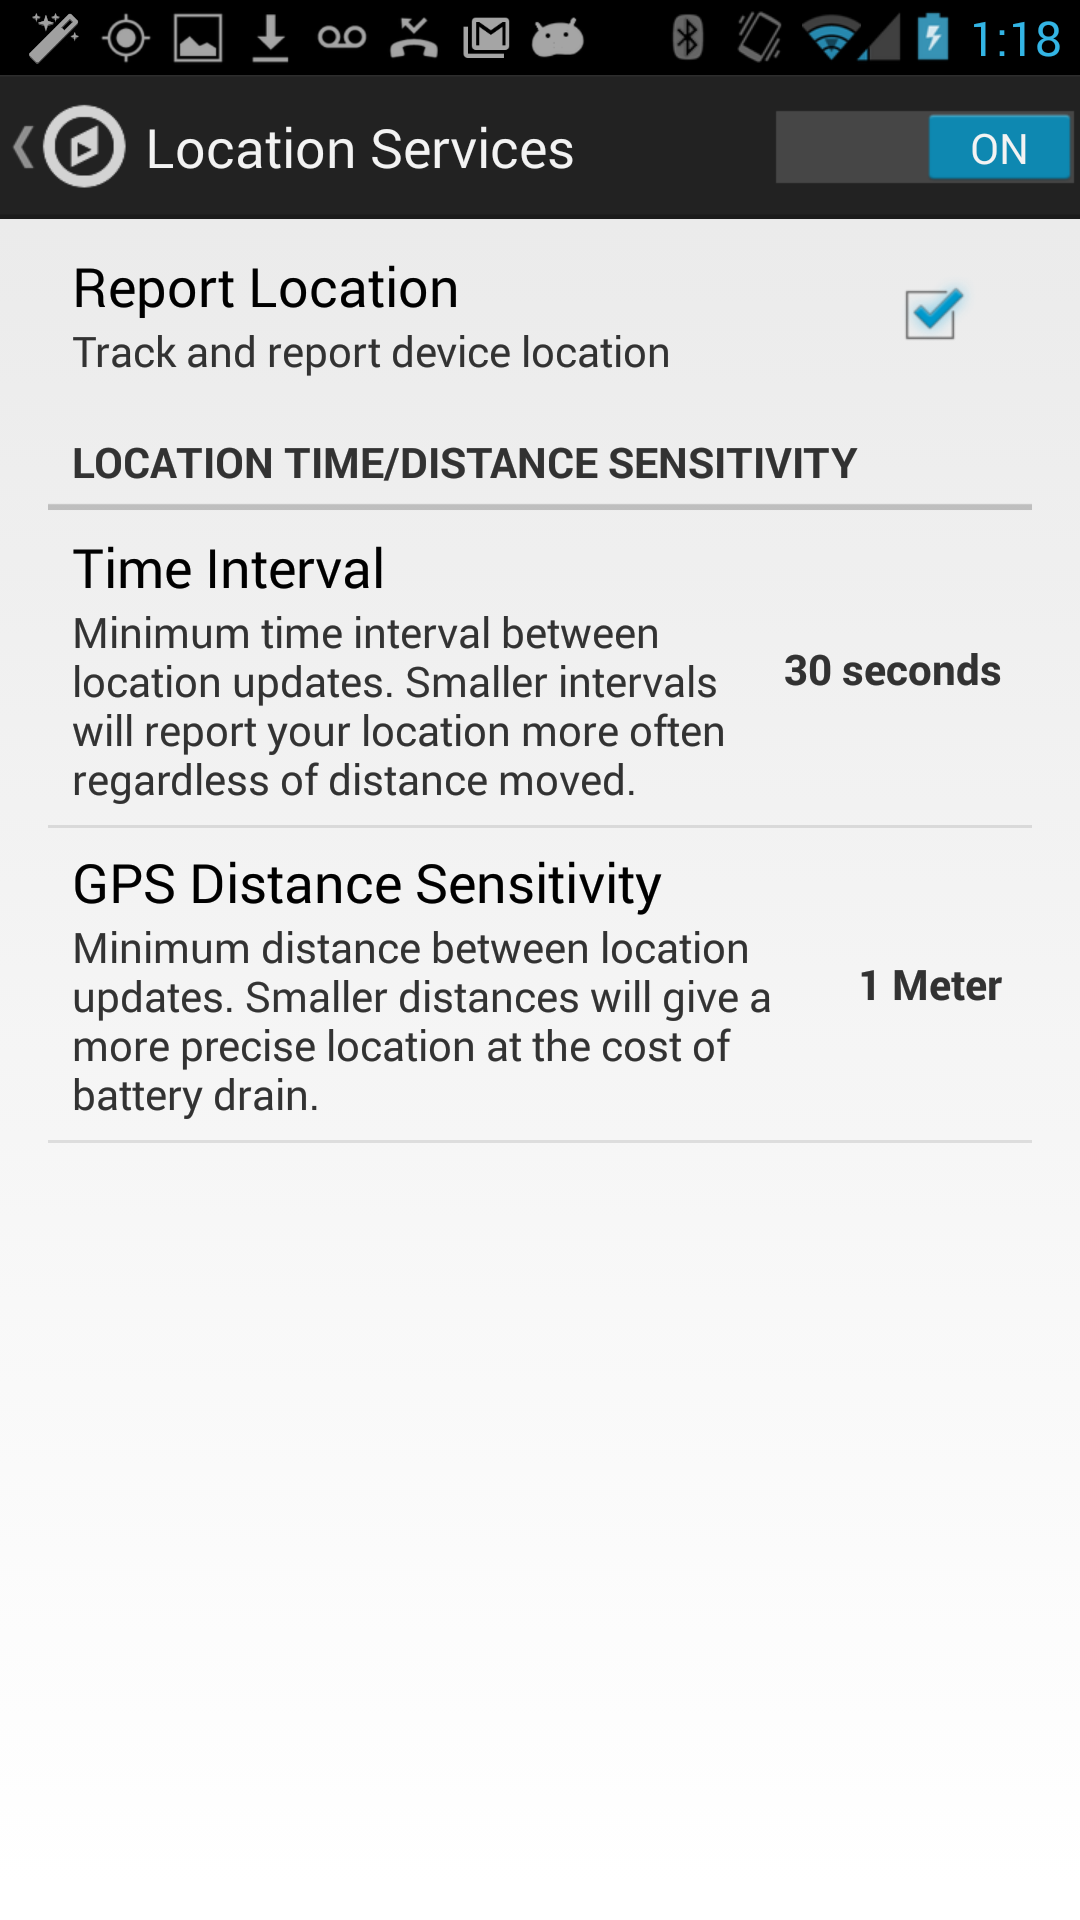 1:18
Location Services
ON
Report Location
Track and report device location
LOCATION TIME/DISTANCE SENSITIVITY
Time Interval
Minimum time interval between
location updates. Smaller intervals
will report your location more often
regardless of distance moved.
30 seconds
GPS Distance Sensitivity
Minimum distance between location
updates. Smaller distances will give a
more precise location at the cost of
battery drain.
1 Meter